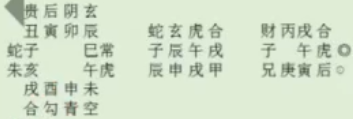 贵后阴玄
丑寅卯辰 蛇玄虎合 财丙戌合
蛇子 巳常 子辰午戌 子 午虎◎
朱亥 午虎 辰申戌甲 兄庚寅后⊙
戌酉申未
合勾青空